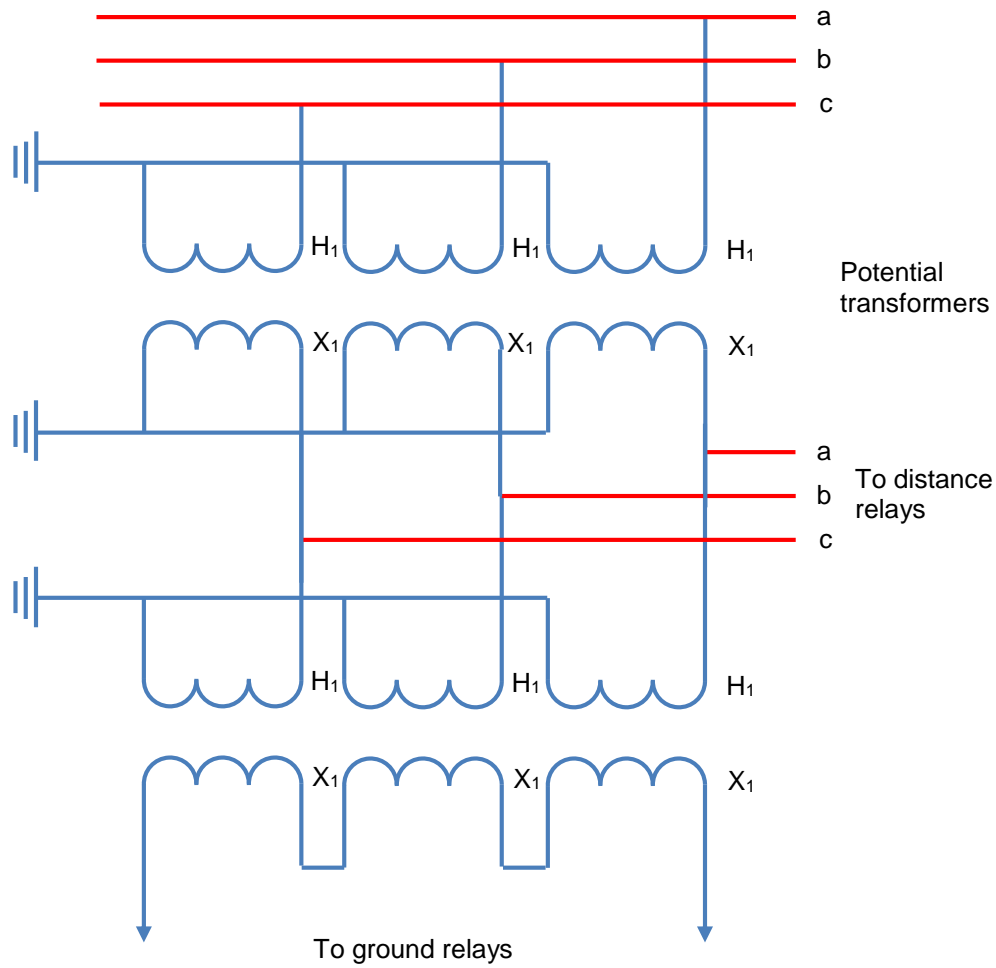 a
b
c
H₁ H₁ H₁
Potential
transformers
X₁ X₁ X₁
a
b
To distance
relays
c
H₁ H₁ H₁
X₁ X₁ X₁
To ground relays